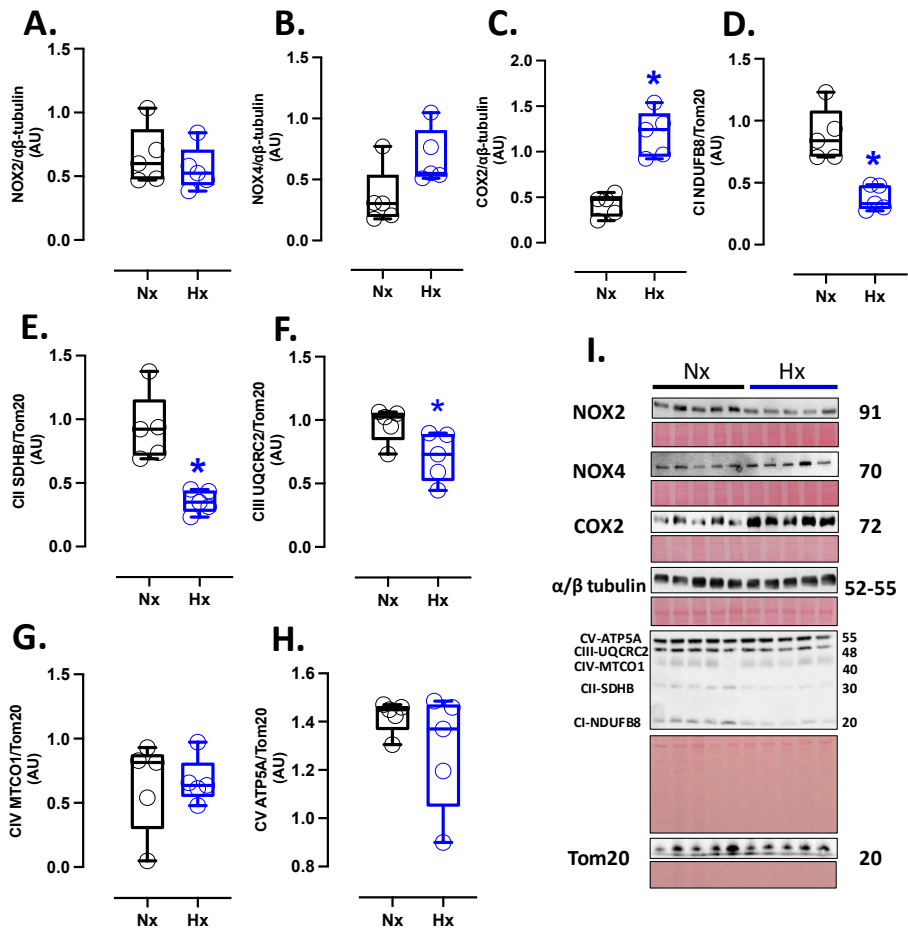 A.
NOX2/αβ-tubulin
(AU)
1.5
1.0
0.5
0.0
Nx
Hx
B.
NOX4/αβ-tubulin
(AU)
1.5
1.0
0.5
0.0
Nx
Hx
C.
COX2/αβ-tubulin
(AU)
2.0
1.5
1.0
0.5
0.0
*
Nx
Hx
D.
CI NDUFB8/Tom20
(AU)
1.5
1.0
0.5
0.0
*
Nx
Hx
E.
CII SDHB/Tom20
(AU)
1.5
1.0
0.5
0.0
*
Nx
Hx
F.
CIII UQCRC2/Tom20
(AU)
1.5
1.0
0.5
0.0
*
Nx
Hx
G.
CIV MTCO1/Tom20
(AU)
1.5
1.0
0.5
0.0
Nx
Hx
H.
CV ATP5A/Tom20
(AU)
1.6
1.4
1.2
1.0
0.8
Nx
Hx
I.
Nx Hx
NOX2 91
NOX4 70
COX2 72
α/β tubulin 52-55
CV-ATP5A 55
CIII-UQCRC2 48
CIV-MTCO1 40
CII-SDHB 30
CI-NDUFB8 20
Tom20 20